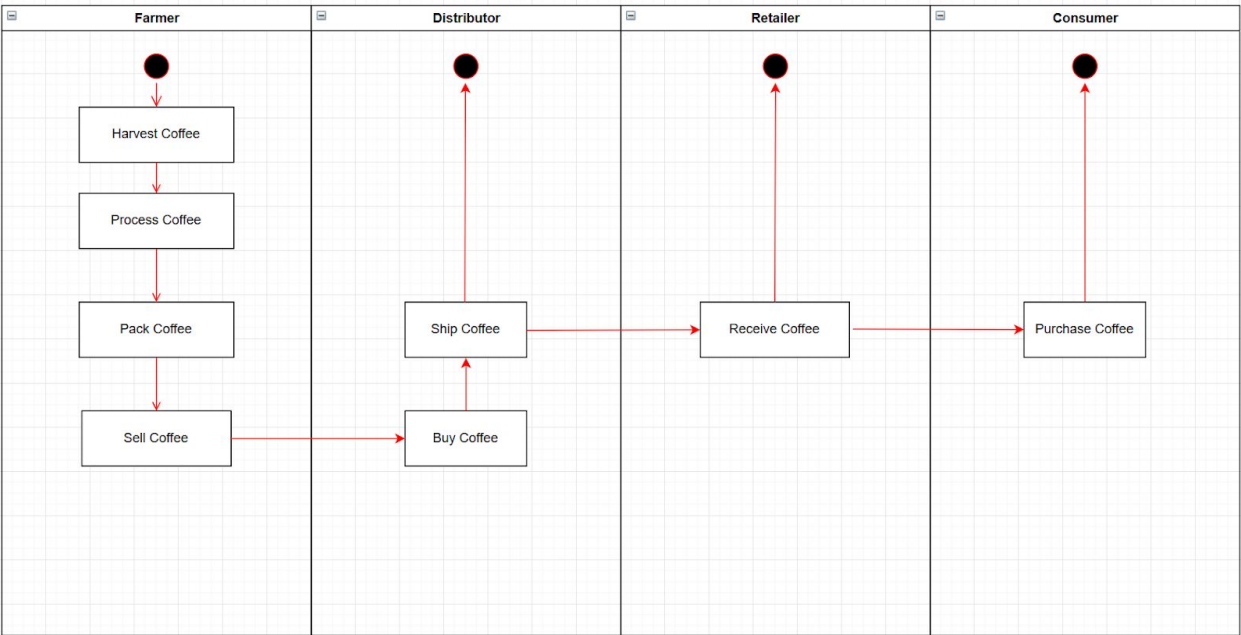 Farmer
Distributor
Retailer
Consumer
Harvest Coffee
Process Coffee
Pack Coffee
Ship Coffee
Receive Coffee
Purchase Coffee
Sell Coffee
Buy Coffee